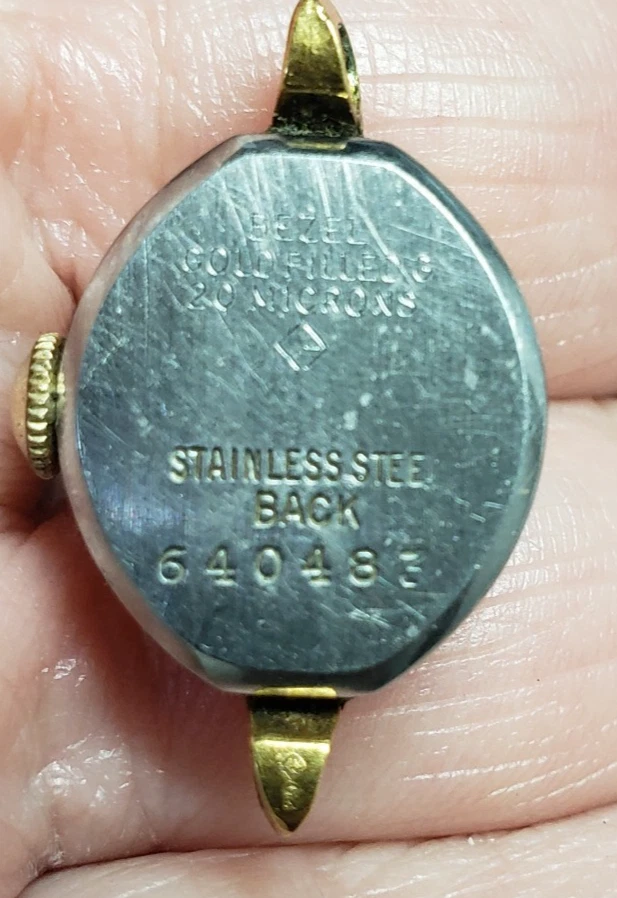 BEZEL
GOLD FILLED G
20 MICRONS
STAINLESS STEEL
BACK
640483